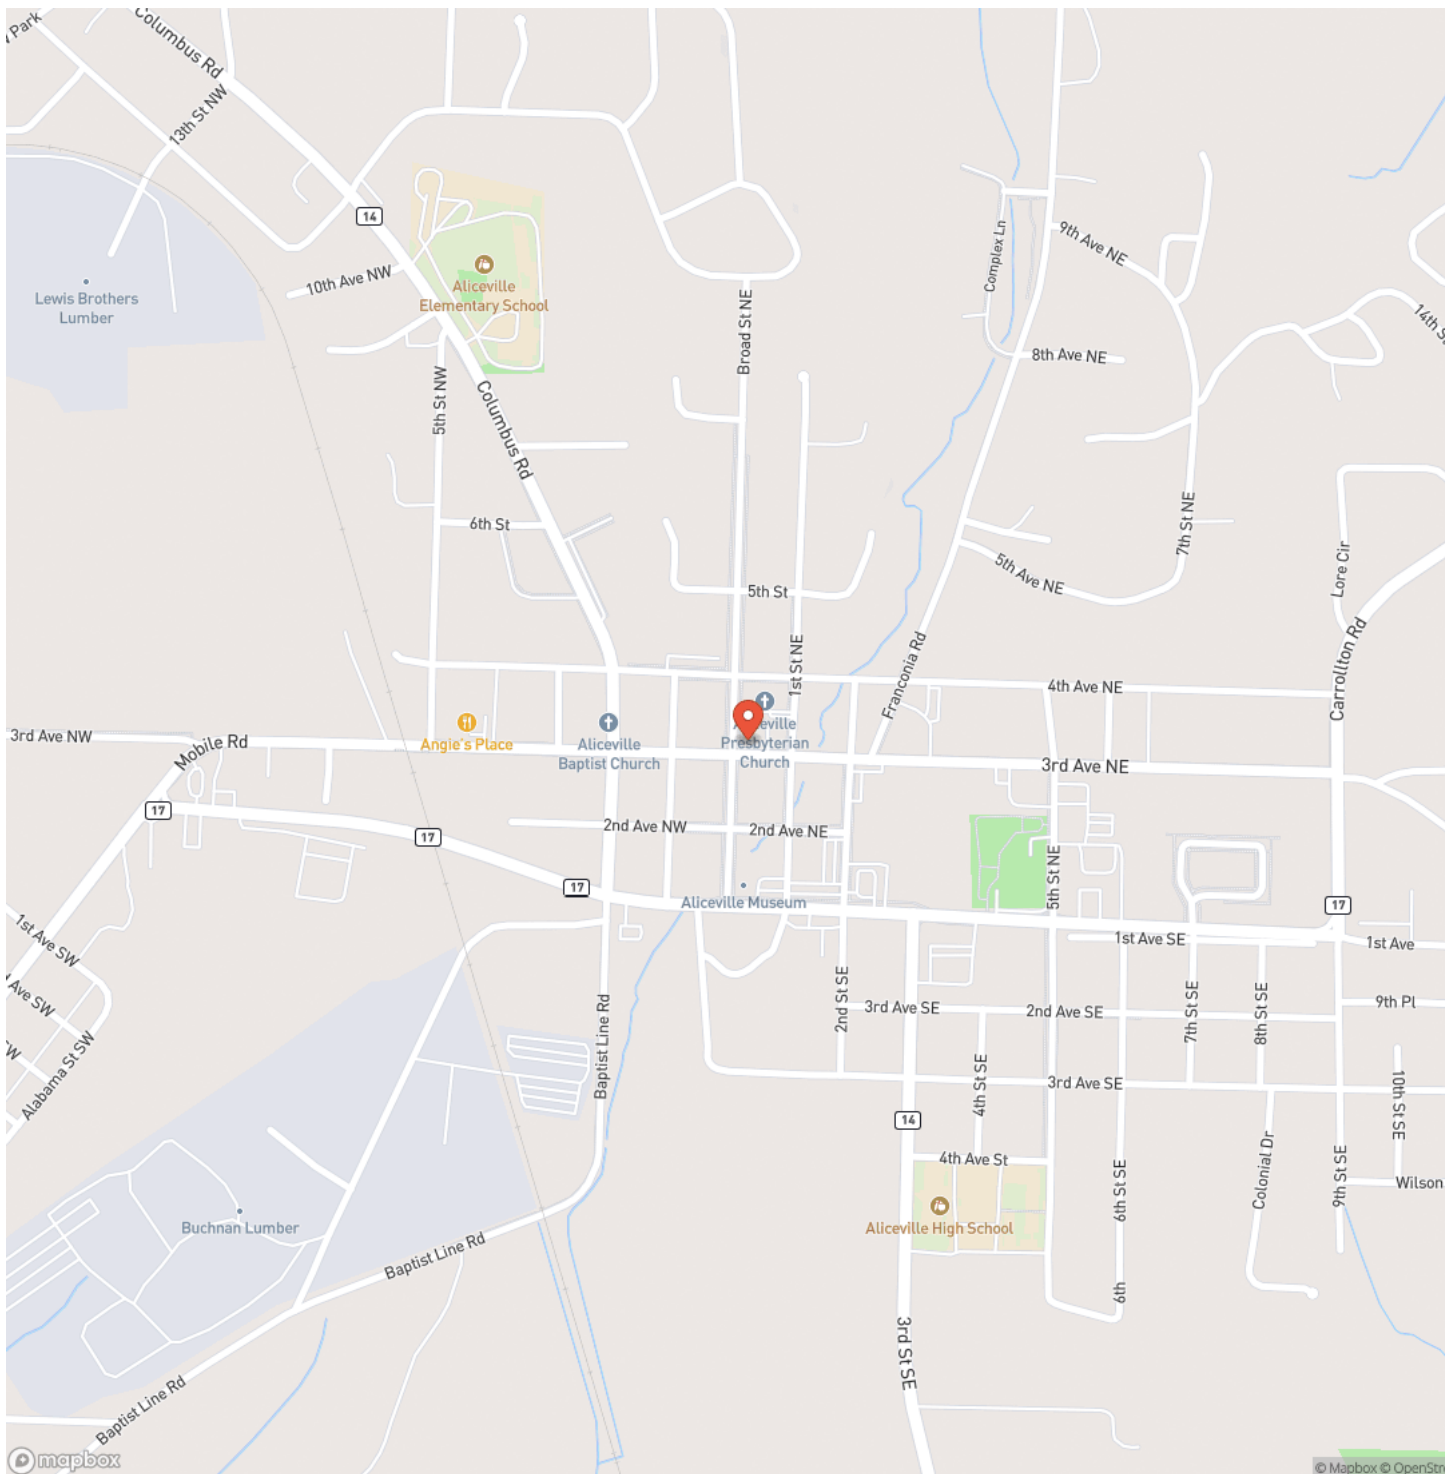 n Park
Columbus Rd
13th St NW
14
10th Ave NW
Aliceville
Elementary School
Lewis Brothers
Lumber
Complex Ln
9th Ave NE
Broad St NE
14th S
8th Ave NE
5th St NW
Columbus Rd
6th St
7th St NE
5th Ave NE
Lore Cir
5th St
1st St NE
Franconia Rd
Carrollton Rd
4th Ave NE
3rd Ave NW
Mobile Rd
Angie's Place
Aliceville
Baptist Church
Aliceville
Presbyterian
Church
3rd Ave NE
17
17
2nd Ave NW
2nd Ave NE
17
Aliceville Museum
5th St NE
17
1st Ave SW
1st Ave SE
1st Ave
Ave SW
SW
Alabama St SW
Baptist Line Rd
2nd St SE
3rd Ave SE
2nd Ave SE
7th St SE
8th St SE
9th Pl
4th St SE
3rd Ave SE
10th St SE
14
4th Ave St
Colonial Dr
9th St SE
Wilson
6th St SE
Buchnan Lumber
Aliceville High School
Baptist Line Rd
6th
3rd St SE
Baptist Line Rd
mapbox
© Mapbox © OpenStr